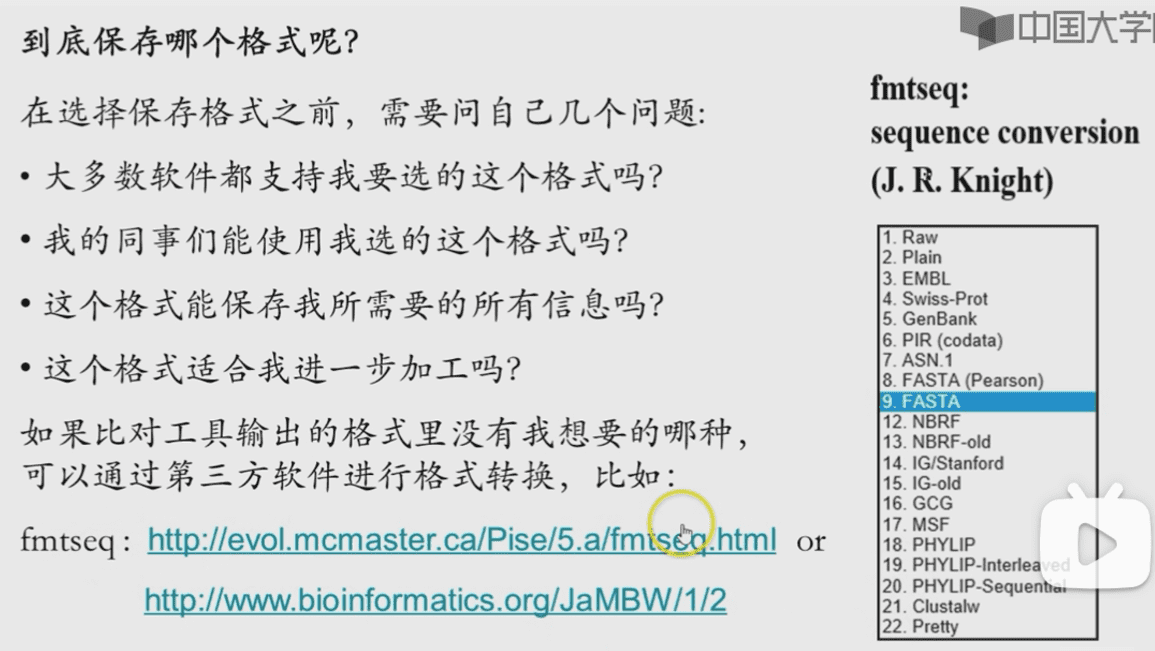 到底保存哪个格式呢?
在选择保存格式之前，需要问自己几个问题:
• 大多数软件都支持我要选的这个格式吗?
• 我的同事们能使用我选的这个格式吗?
• 这个格式能保存我所需要的所有信息吗?
• 这个格式适合我进一步加工吗?
如果比对工具输出的格式里没有我想要的哪种，
可以通过第三方软件进行格式转换，比如：
fmtseq : http://evol.mcmaster.ca/Pise/5.a/fmtseq.html or
http://www.bioinformatics.org/JaMBW/1/2
中国大学
fmtseq:
sequence conversion
(J. R. Knight)
1. Raw
2. Plain
3. EMBL
4. Swiss-Prot
5. GenBank
6. PIR (codata)
7. ASN.1
8. FASTA (Pearson)
9. FASTA
12. NBRF
13. NBRF-old
14. IG/Stanford
15. IG-old
16. GCG
17. MSF
18. PHYLIP
19. PHYLIP-Interleaved
20. PHYLIP-Sequential
21. Clustalw
22. Pretty